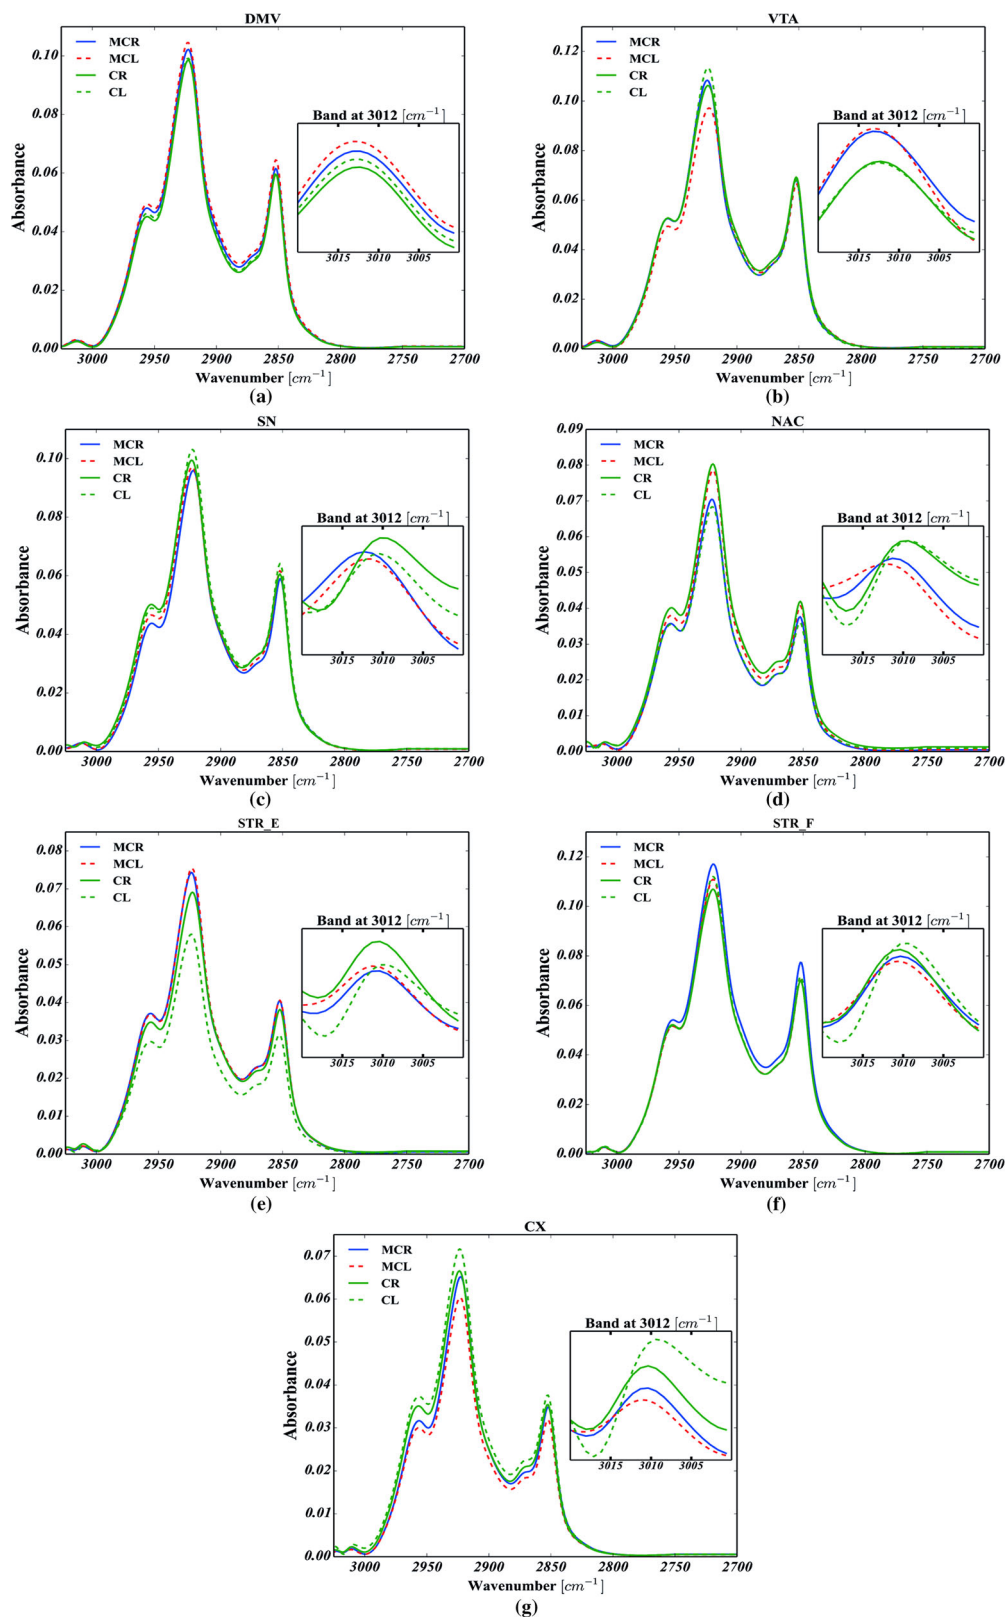 DMV
MCR
MCL
CR
CL
Band at 3012 [cm⁻¹]
3015 3010 3005
0.10
0.08
0.06
0.04
0.02
0.00
Absorbance
3000 2950 2900 2850 2800 2750 2700
Wavenumber [cm⁻¹]
(a)
VTA
MCR
MCL
CR
CL
Band at 3012 [cm⁻¹]
3015 3010 3005
0.12
0.10
0.08
0.06
0.04
0.02
0.00
Absorbance
3000 2950 2900 2850 2800 2750 2700
Wavenumber [cm⁻¹]
(b)
SN
MCR
MCL
CR
CL
Band at 3012 [cm⁻¹]
3015 3010 3005
0.10
0.08
0.06
0.04
0.02
0.00
Absorbance
3000 2950 2900 2850 2800 2750 2700
Wavenumber [cm⁻¹]
(c)
NAC
MCR
MCL
CR
CL
Band at 3012 [cm⁻¹]
3015 3010 3005
0.09
0.08
0.07
0.06
0.05
0.04
0.03
0.02
0.01
0.00
Absorbance
3000 2950 2900 2850 2800 2750 2700
Wavenumber [cm⁻¹]
(d)
STR_E
MCR
MCL
CR
CL
Band at 3012 [cm⁻¹]
3015 3010 3005
0.08
0.07
0.06
0.05
0.04
0.03
0.02
0.01
0.00
Absorbance
3000 2950 2900 2850 2800 2750 2700
Wavenumber [cm⁻¹]
(e)
STR_F
MCR
MCL
CR
CL
Band at 3012 [cm⁻¹]
3015 3010 3005
0.12
0.10
0.08
0.06
0.04
0.02
0.00
Absorbance
3000 2950 2900 2850 2800 2750 2700
Wavenumber [cm⁻¹]
(f)
CX
MCR
MCL
CR
CL
Band at 3012 [cm⁻¹]
3015 3010 3005
0.07
0.06
0.05
0.04
0.03
0.02
0.01
0.00
Absorbance
3000 2950 2900 2850 2800 2750 2700
Wavenumber [cm⁻¹]
(g)